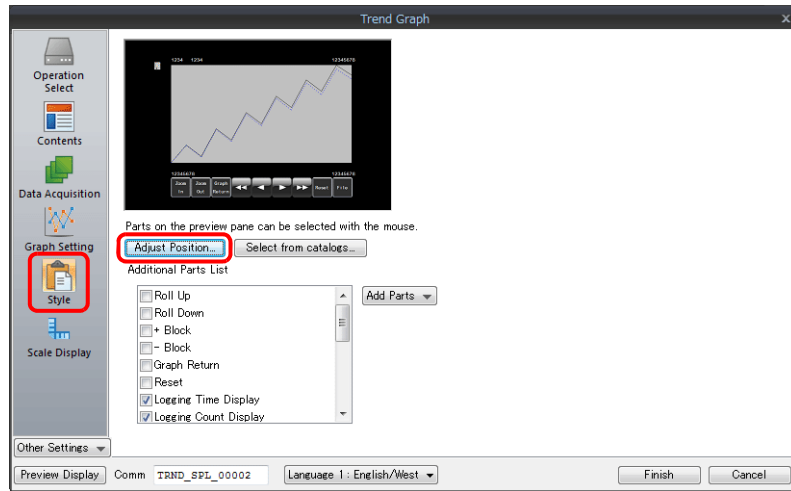 Trend Graph
x
Operation
Select
Contents
Data Acquisition
Graph Setting
Style
Scale Display
Other Settings
1234 1234 12345678
12345678 12345678
Zoom In Zoom Out Graph Return Reset File
Parts on the preview pane can be selected with the mouse.
Adjust Position... Select from catalogs...
Additional Parts List
Roll Up
Roll Down
+ Block
- Block
Graph Return
Reset
Logging Time Display
Logging Count Display
Add Parts
Preview Display Comm TRND_SPL_00002 Language 1 : English/West Finish Cancel